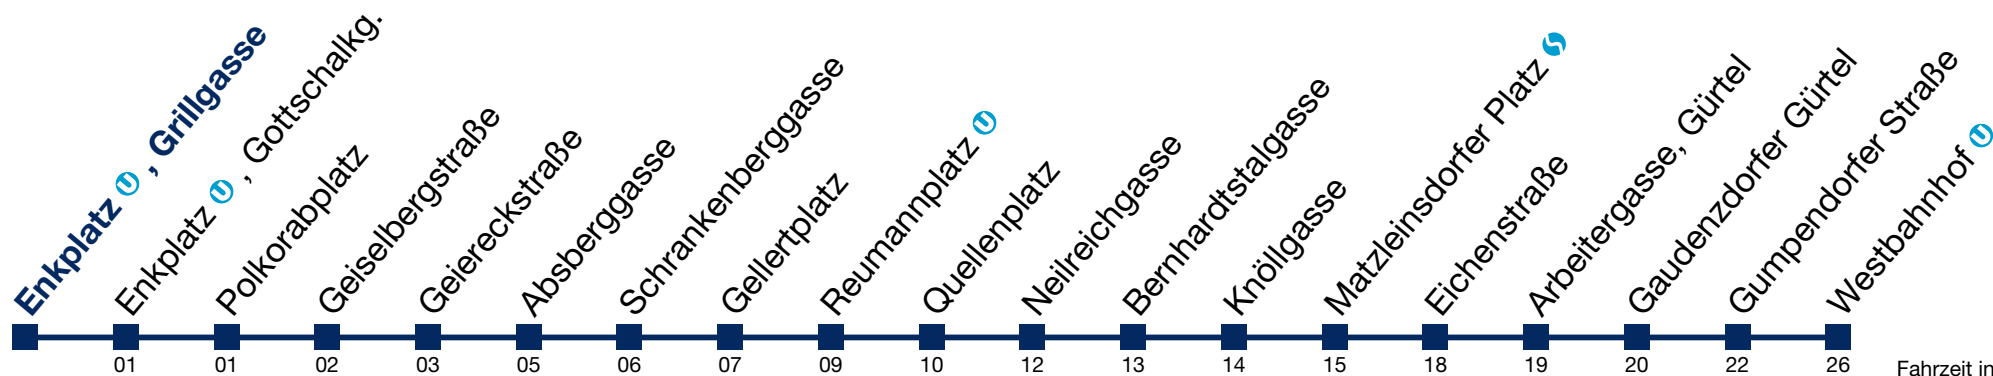 Enkplatz U, Grillgasse
Enkplatz U, Gottschalkg.
Polkorabplatz
Geiselbergstraße
Geiereckstraße
Absberggasse
Schrankenberggasse
Gellertplatz
Reumannplatz U
Quellenplatz
Neilreichgasse
Bernhardtstalgasse
Knöllgasse
Matzleinsdorfer Platz S
Eichenstraße
Arbeitergasse, Gürtel
Gaudenzdorfer Gürtel
Gumpendorfer Straße
Westbahnhof U
01 01 02 03 05 06 07 09 10 12 13 14 15 18 19 20 22 26 Fahrzeit in